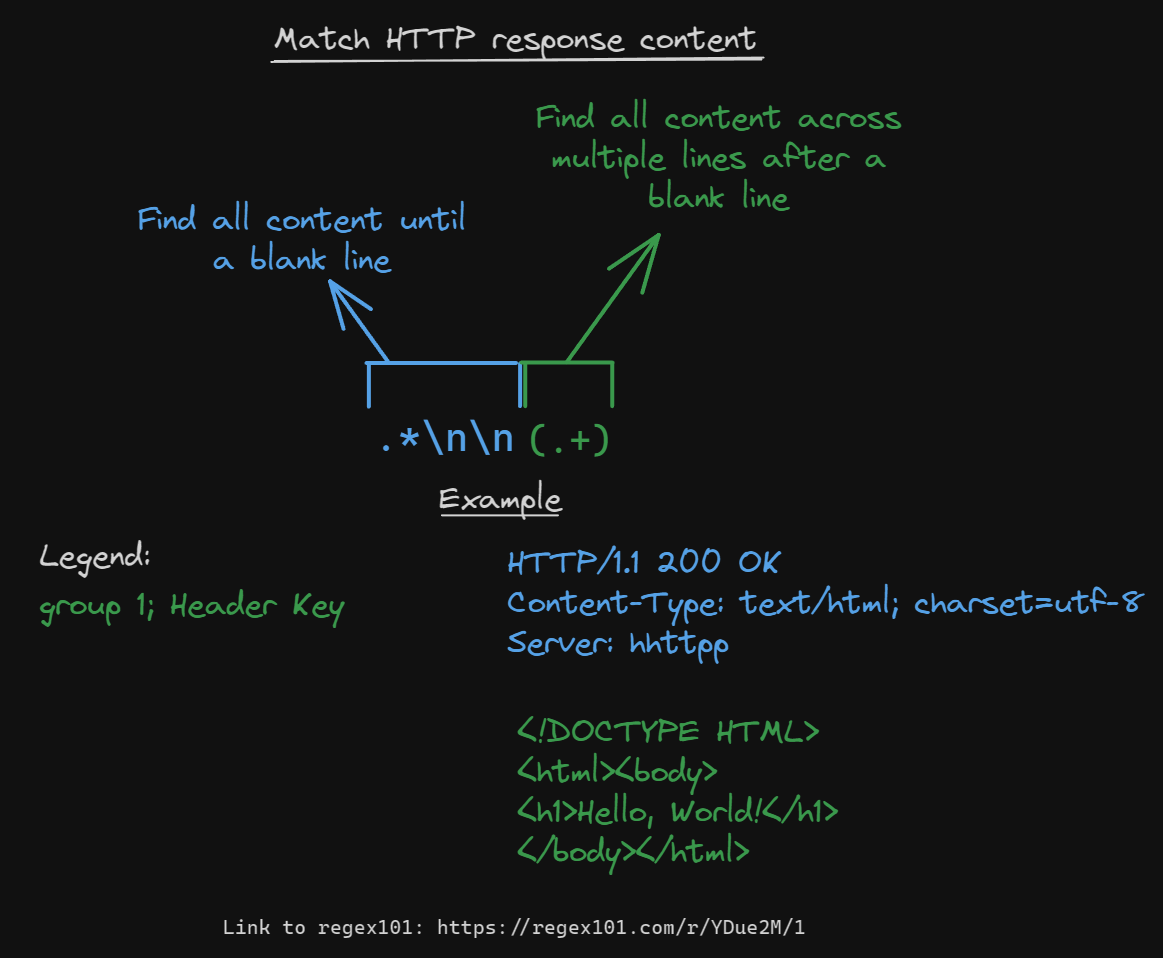 Match HTTP response content
Find all content across
multiple lines after a
blank line
Find all content until
a blank line
.*\n\n(.+)
Example
Legend:
group 1; Header Key
HTTP/1.1 200 OK
Content-Type: text/html; charset=utf-8
Server: hhttpp
<!DOCTYPE HTML>
<html><body>
<h1>Hello, World!</h1>
</body></html>
Link to regex101: https://regex101.com/r/YDue2M/1